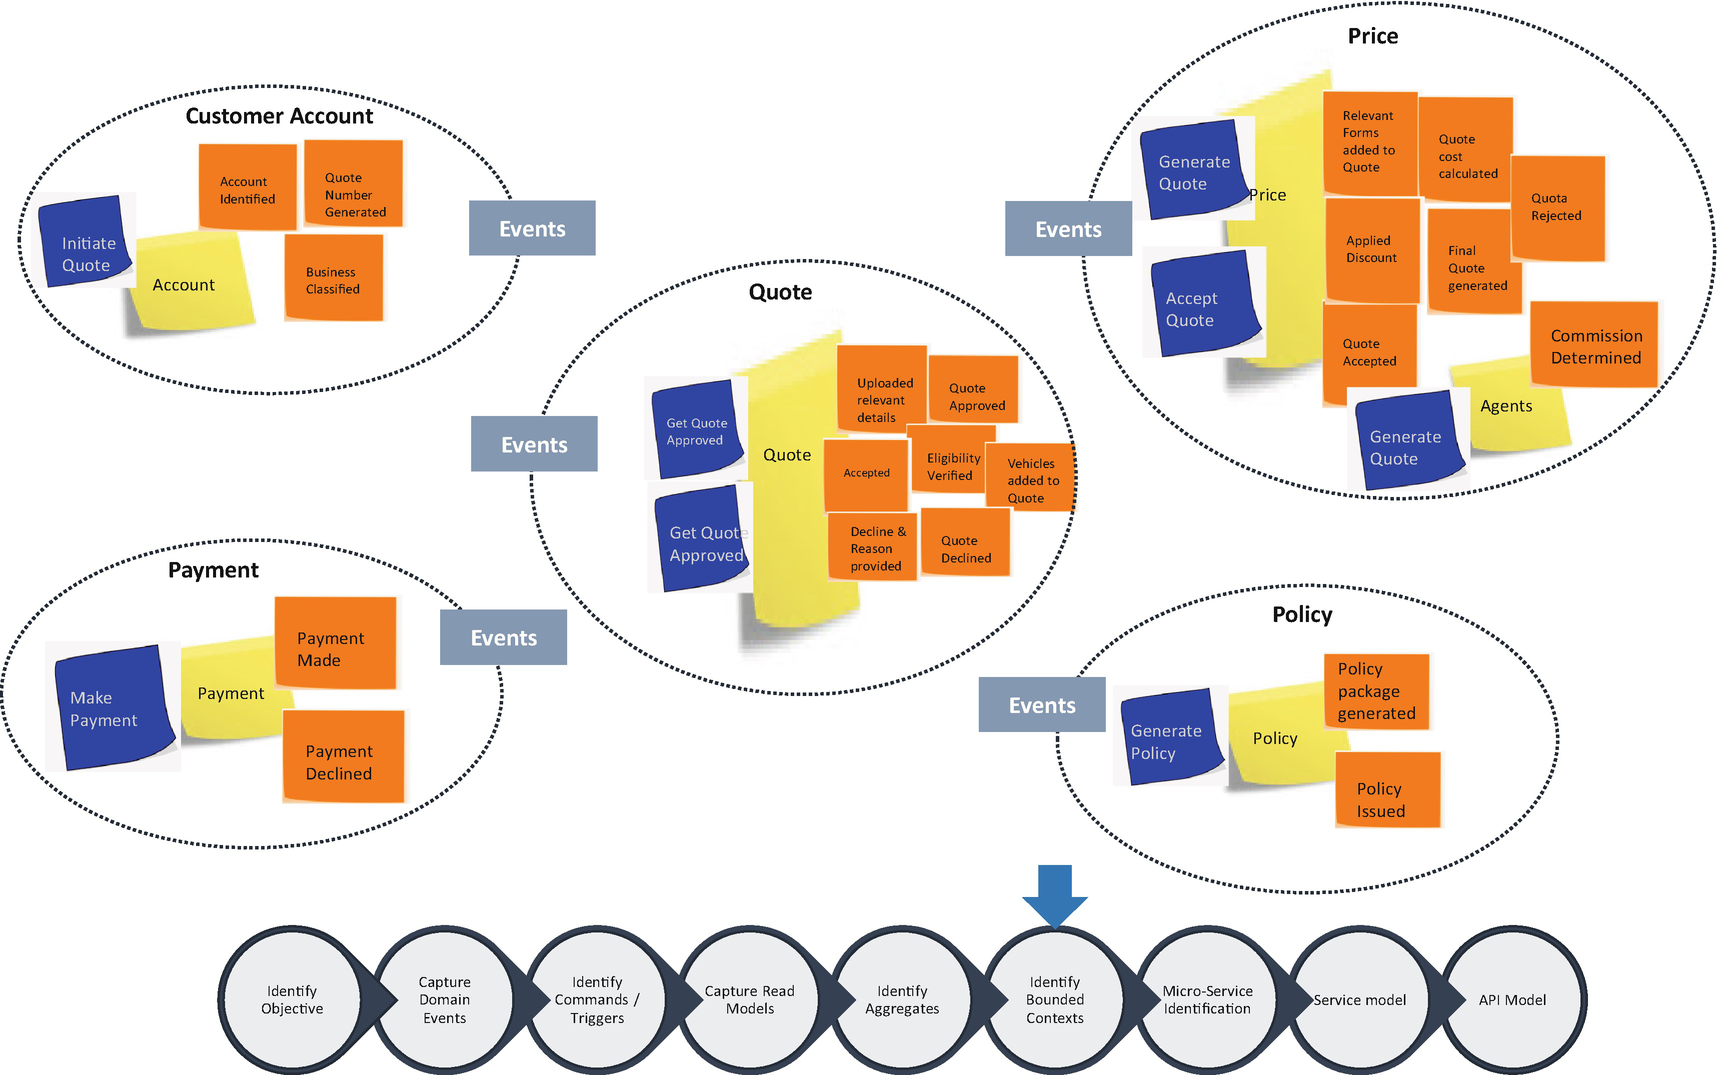 Customer Account
Initiate
Quote
Account
Account
Identified
Quote
Number
Generated
Business
Classified
Events
Price
Generate
Quote
Accept
Quote
Price
Relevant
Forms
added to
Quote
Quote
cost
calculated
Quota
Rejected
Applied
Discount
Final
Quote
generated
Quote
Accepted
Commission
Determined
Agents
Generate
Quote
Events
Quote
Get Quote
Approved
Get Quote
Approved
Quote
Uploaded
relevant
details
Quote
Approved
Accepted
Eligibility
Verified
Vehicles
added to
Quote
Decline &
Reason
provided
Quote
Declined
Events
Payment
Make
Payment
Payment
Payment
Made
Payment
Declined
Events
Policy
Generate
Policy
Policy
Policy
package
generated
Policy
Issued
Events
Identify
Objective
Capture
Domain
Events
Identify
Commands /
Triggers
Capture Read
Models
Identify
Aggregates
Identify
Bounded
Contexts
Micro-Service
Identification
Service model
API Model